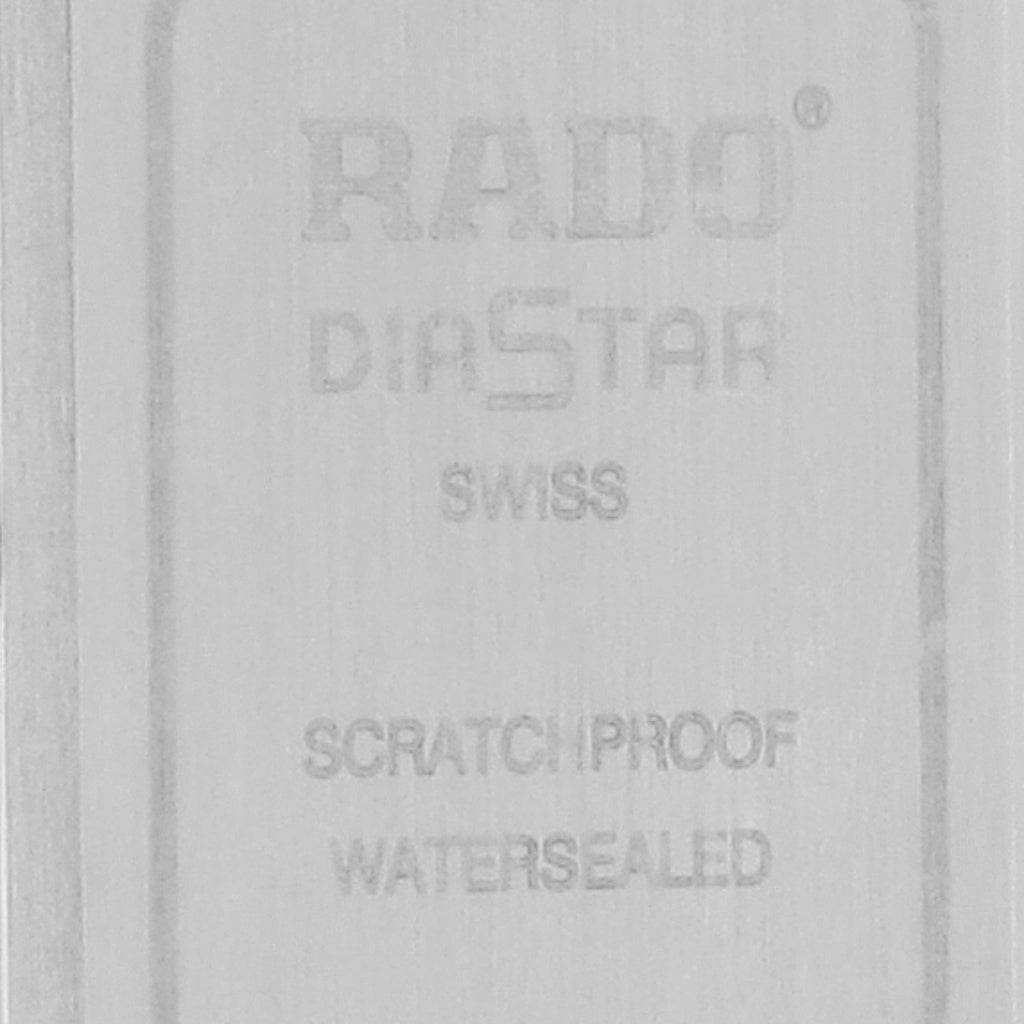 RADO®
DIASTAR
SWISS
SCRATCHPROOF
WATERSEALED